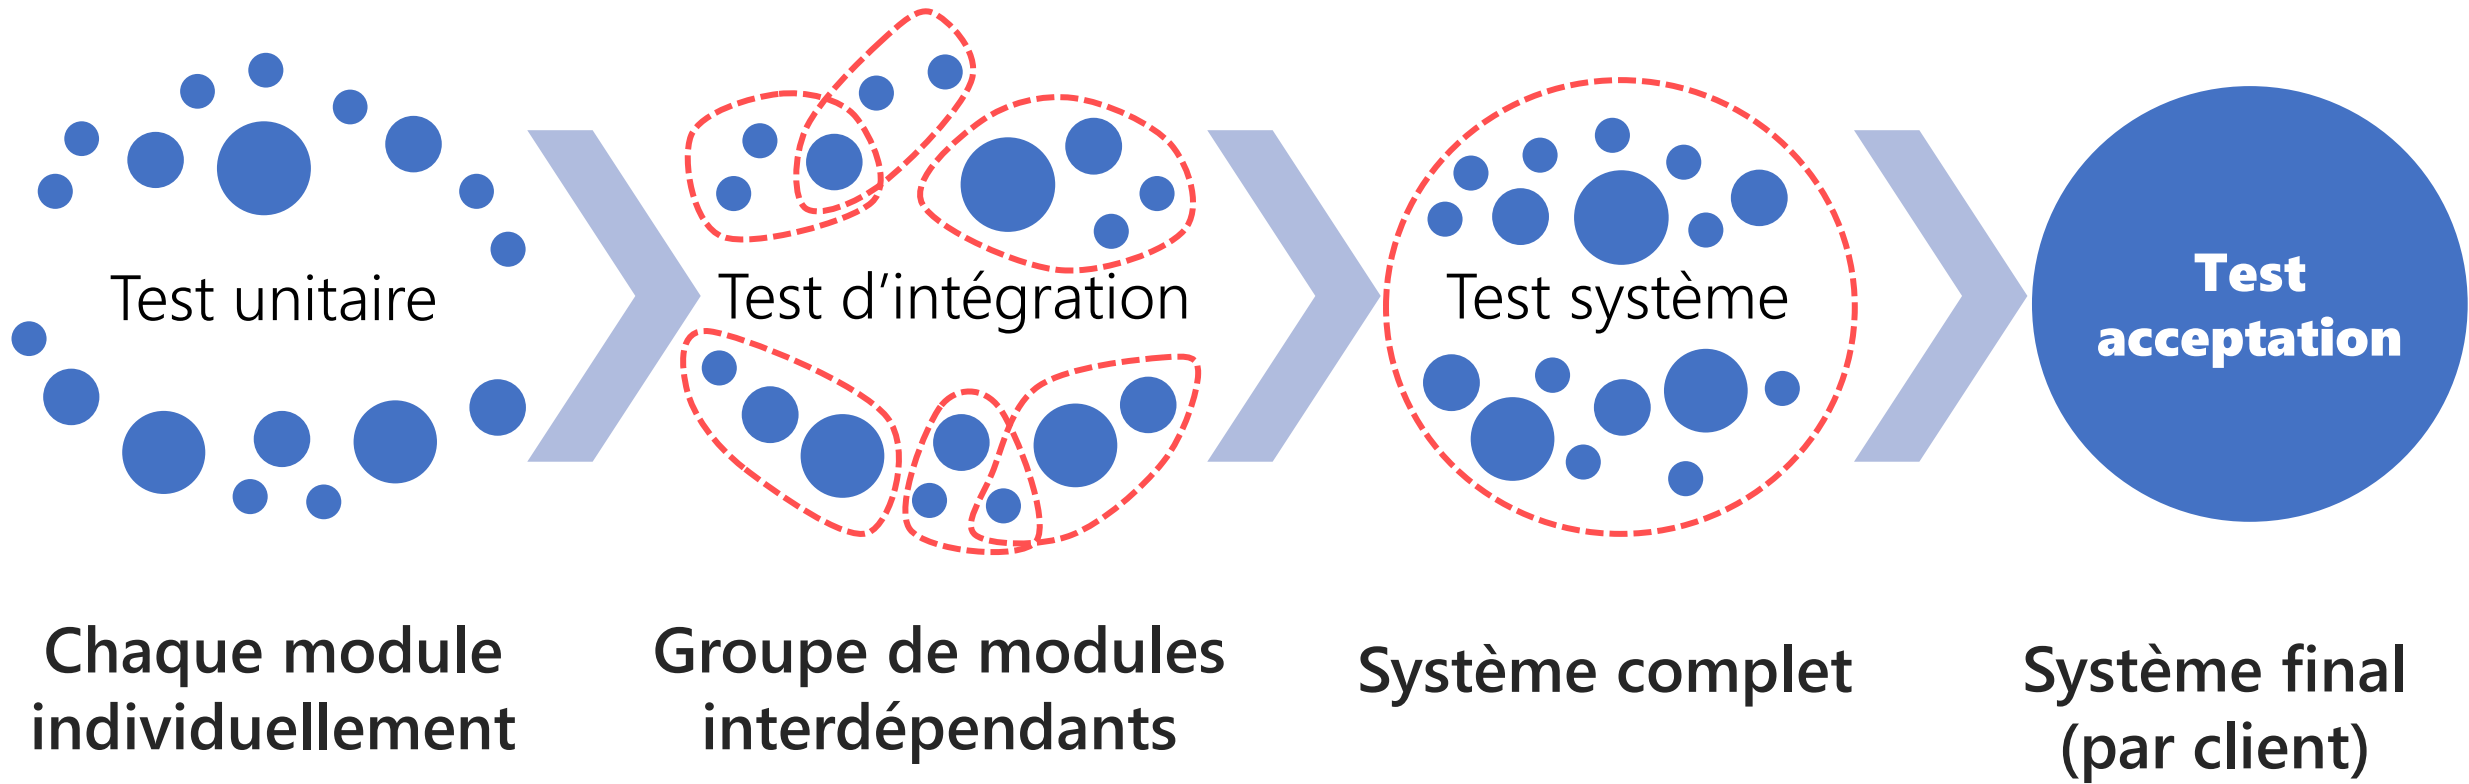 Test unitaire
Test d'intégration
Test système
Test
acceptation
Chaque module
individuellement
Groupe de modules
interdépendants
Système complet
Système final
(par client)